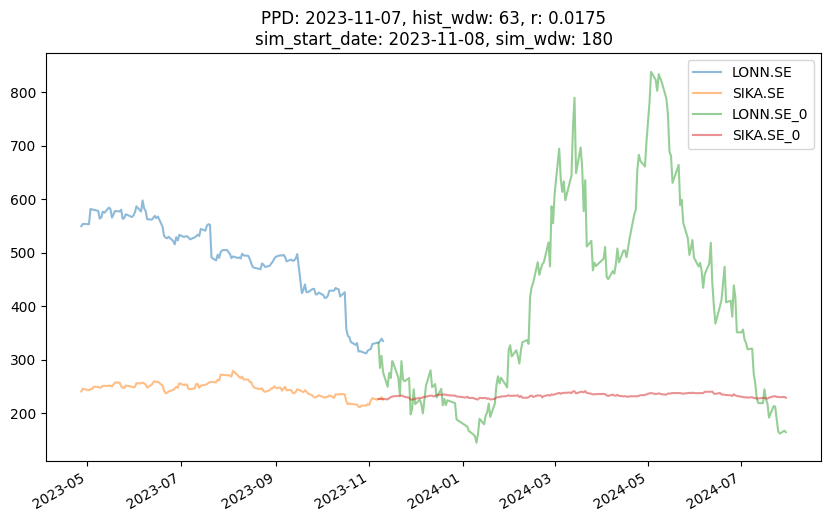 PPD: 2023-11-07, hist_wdw: 63, r: 0.0175
sim_start_date: 2023-11-08, sim_wdw: 180
LONN.SE
SIKA.SE
LONN.SE_0
SIKA.SE_0
800
700
600
500
400
300
200
2023-05
2023-07
2023-09
2023-11
2024-01
2024-03
2024-05
2024-07